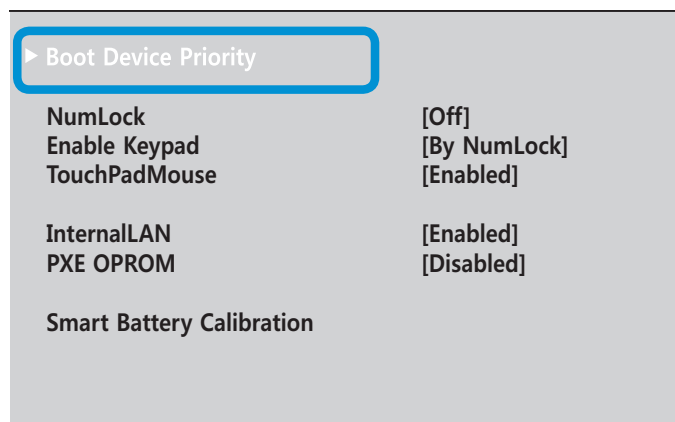 ▶ Boot Device Priority
NumLock [Off]
Enable Keypad [By NumLock]
TouchPadMouse [Enabled]
InternalLAN [Enabled]
PXE OPROM [Disabled]
Smart Battery Calibration